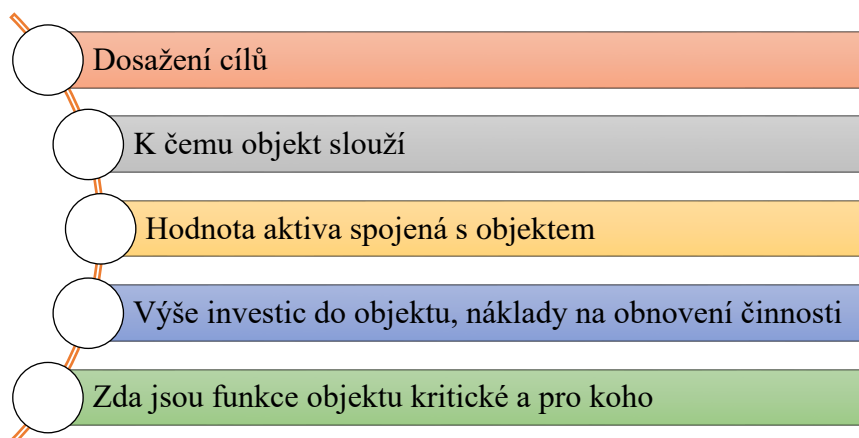 Dosažení cílů
K čemu objekt slouží
Hodnota aktiva spojená s objektem
Výše investic do objektu, náklady na obnovení činnosti
Zda jsou funkce objektu kritické a pro koho